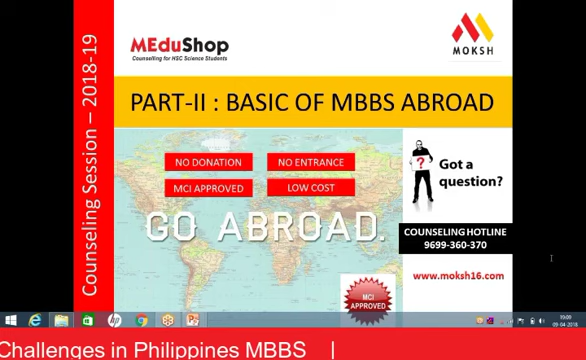 Counseling Session – 2018-19
MEduShop
Counselling for HSC Science Students
MOKSH
PART-II : BASIC OF MBBS ABROAD
NO DONATION
NO ENTRANCE
MCI APPROVED
LOW COST
GO ABROAD.
?
Got a
question?
COUNSELING HOTLINE
9699-360-370
www.moksh16.com
MCI
APPROVED
19:09
09-04-2018
Challenges in Philippines MBBS |